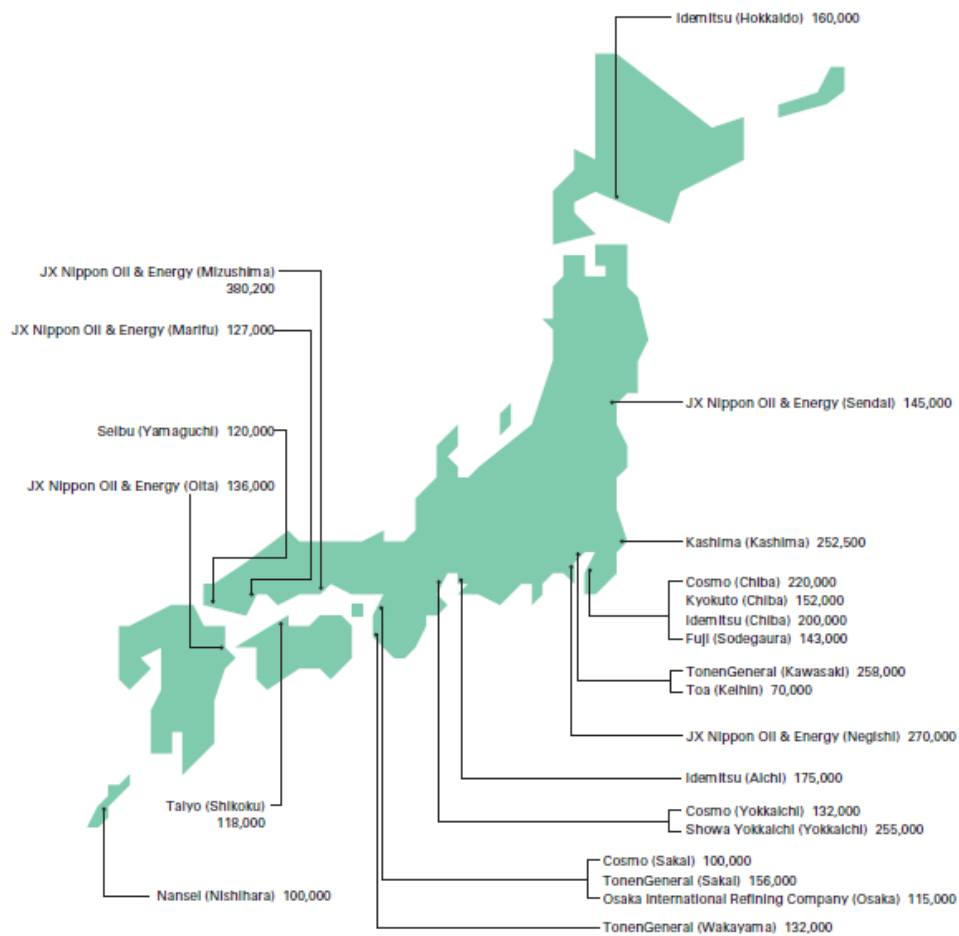 Idemitsu (Hokkaido) 160,000
JX Nippon Oil & Energy (Mizushima)
380,200
JX Nippon Oil & Energy (Marifu) 127,000
JX Nippon Oil & Energy (Sendai) 145,000
Seibu (Yamaguchi) 120,000
JX Nippon Oil & Energy (Oita) 136,000
Kashima (Kashima) 252,500
Cosmo (Chiba) 220,000
Kyokuto (Chiba) 152,000
Idemitsu (Chiba) 200,000
Fuji (Sodegaura) 143,000
TonenGeneral (Kawasaki) 258,000
Toa (Keihin) 70,000
JX Nippon Oil & Energy (Negishi) 270,000
Idemitsu (Aichi) 175,000
Taiyo (Shikoku)
118,000
Cosmo (Yokkaichi) 132,000
Showa Yokkaichi (Yokkaichi) 255,000
Cosmo (Sakai) 100,000
TonenGeneral (Sakai) 156,000
Osaka International Refining Company (Osaka) 115,000
Nansei (Nishihara) 100,000
TonenGeneral (Wakayama) 132,000